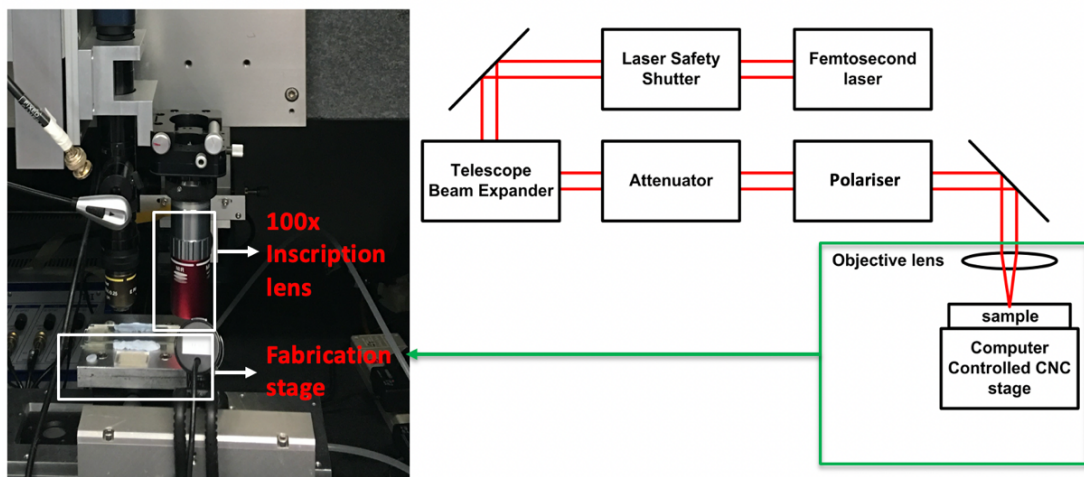 100x
Inscription
lens
Fabrication
stage
Laser Safety
Shutter
Femtosecond
laser
Telescope
Beam Expander
Attenuator
Polariser
Objective lens
sample
Computer
Controlled CNC
stage